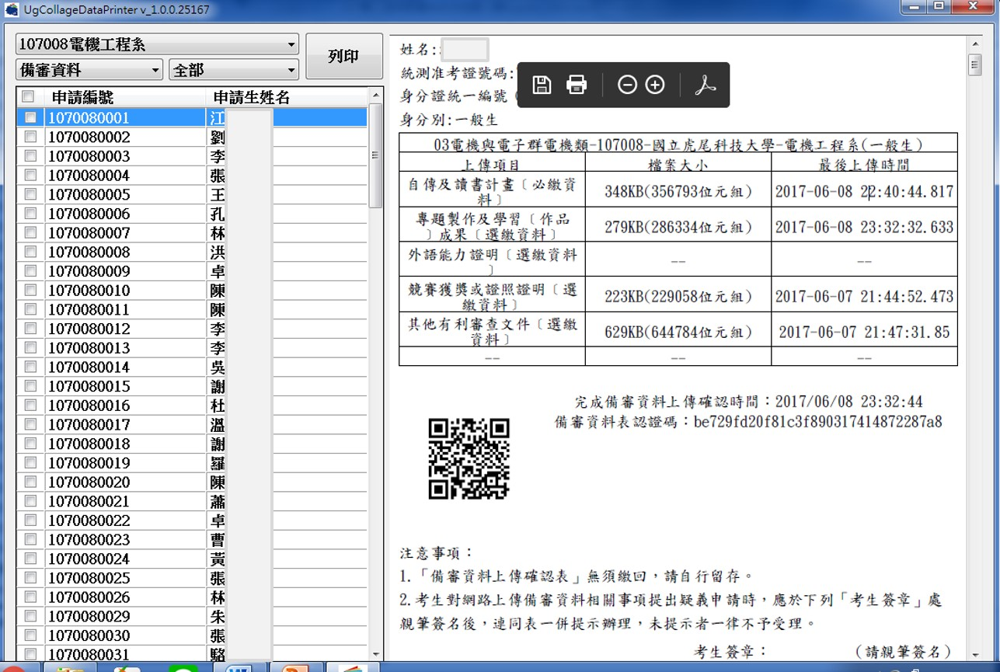 UgCollageDataPrinter v_1.0.0.25167
107008電機工程系
備審資料
全部
列印
申請編號 申請生姓名
1070080001 江
1070080002 劉
1070080003 李
1070080004 張
1070080005 王
1070080006 孔
1070080007 林
1070080008 洪
1070080009 卓
1070080010 陳
1070080011 陳
1070080012 李
1070080013 李
1070080014 吳
1070080015 謝
1070080016 杜
1070080017 溫
1070080018 謝
1070080019 羅
1070080020 陳
1070080021 蕭
1070080022 卓
1070080023 曹
1070080024 黃
1070080025 張
1070080026 林
1070080029 朱
1070080030 張
1070080031 駱
姓名:
統測准考證號碼:
身分證統一編號（
身分別:一般生
03電機與電子群電機類-107008-國立虎尾科技大學-電機工程系(一般生)
上傳項目 檔案大小 最後上傳時間
自傳及讀書計畫〔必繳資
料〕
348KB(356793位元組) 2017-06-08 22:40:44.817
專題製作及學習〔作品
〕成果〔選繳資料〕
279KB(286334位元組) 2017-06-08 23:32:32.633
外語能力證明〔選繳資料
〕
-- --
競賽獲獎或證照證明〔選
繳資料〕
223KB(229058位元組) 2017-06-07 21:44:52.473
其他有利審查文件〔選繳
資料〕
629KB(644784位元組) 2017-06-07 21:47:31.85
-- -- --
完成備審資料上傳確認時間：2017/06/08 23:32:44
備審資料表認證碼：be729fd20f81c3f890317414872287a8
注意事項：
1.「備審資料上傳確認表」無須繳回，請自行留存。
2.考生對網路上傳備審資料相關事項提出疑義申請時，應於下列「考生簽章」處
親筆簽名後，連同表一併提示辦理，未提示者一律不予受理。
考生簽章： (請親筆簽名)